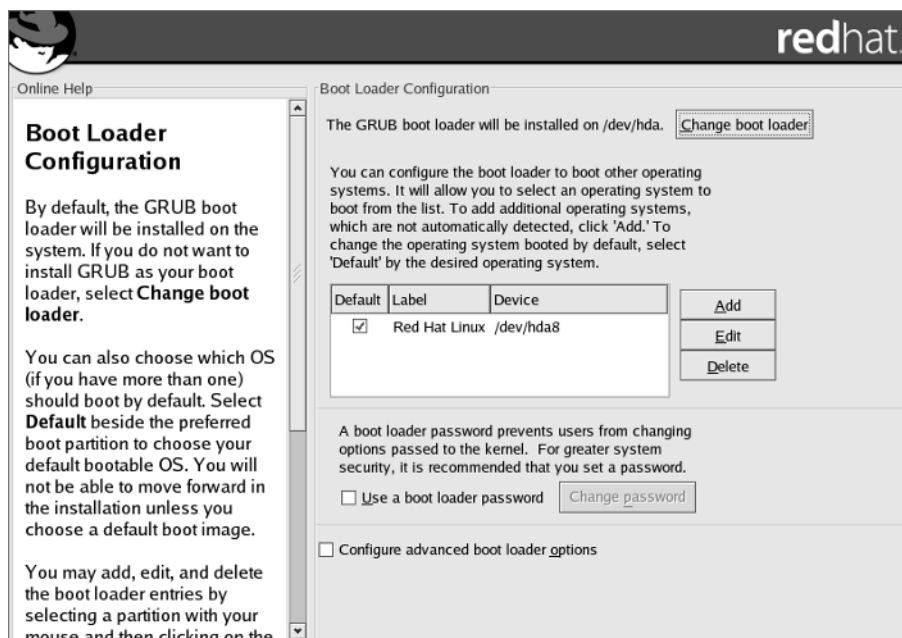 redhat.
Online Help
Boot Loader
Configuration
By default, the GRUB boot
loader will be installed on the
system. If you do not want to
install GRUB as your boot
loader, select Change boot
loader.
You can also choose which OS
(if you have more than one)
should boot by default. Select
Default beside the preferred
boot partition to choose your
default bootable OS. You will
not be able to move forward in
the installation unless you
choose a default boot image.
You may add, edit, and delete
the boot loader entries by
selecting a partition with your
mouse and then clicking on the
Boot Loader Configuration
The GRUB boot loader will be installed on /dev/hda.
Change boot loader
You can configure the boot loader to boot other operating
systems. It will allow you to select an operating system to
boot from the list. To add additional operating systems,
which are not automatically detected, click 'Add.' To
change the operating system booted by default, select
'Default' by the desired operating system.
Default Label Device
Red Hat Linux /dev/hda8
Add
Edit
Delete
A boot loader password prevents users from changing
options passed to the kernel. For greater system
security, it is recommended that you set a password.
Use a boot loader password
Change password
Configure advanced boot loader options